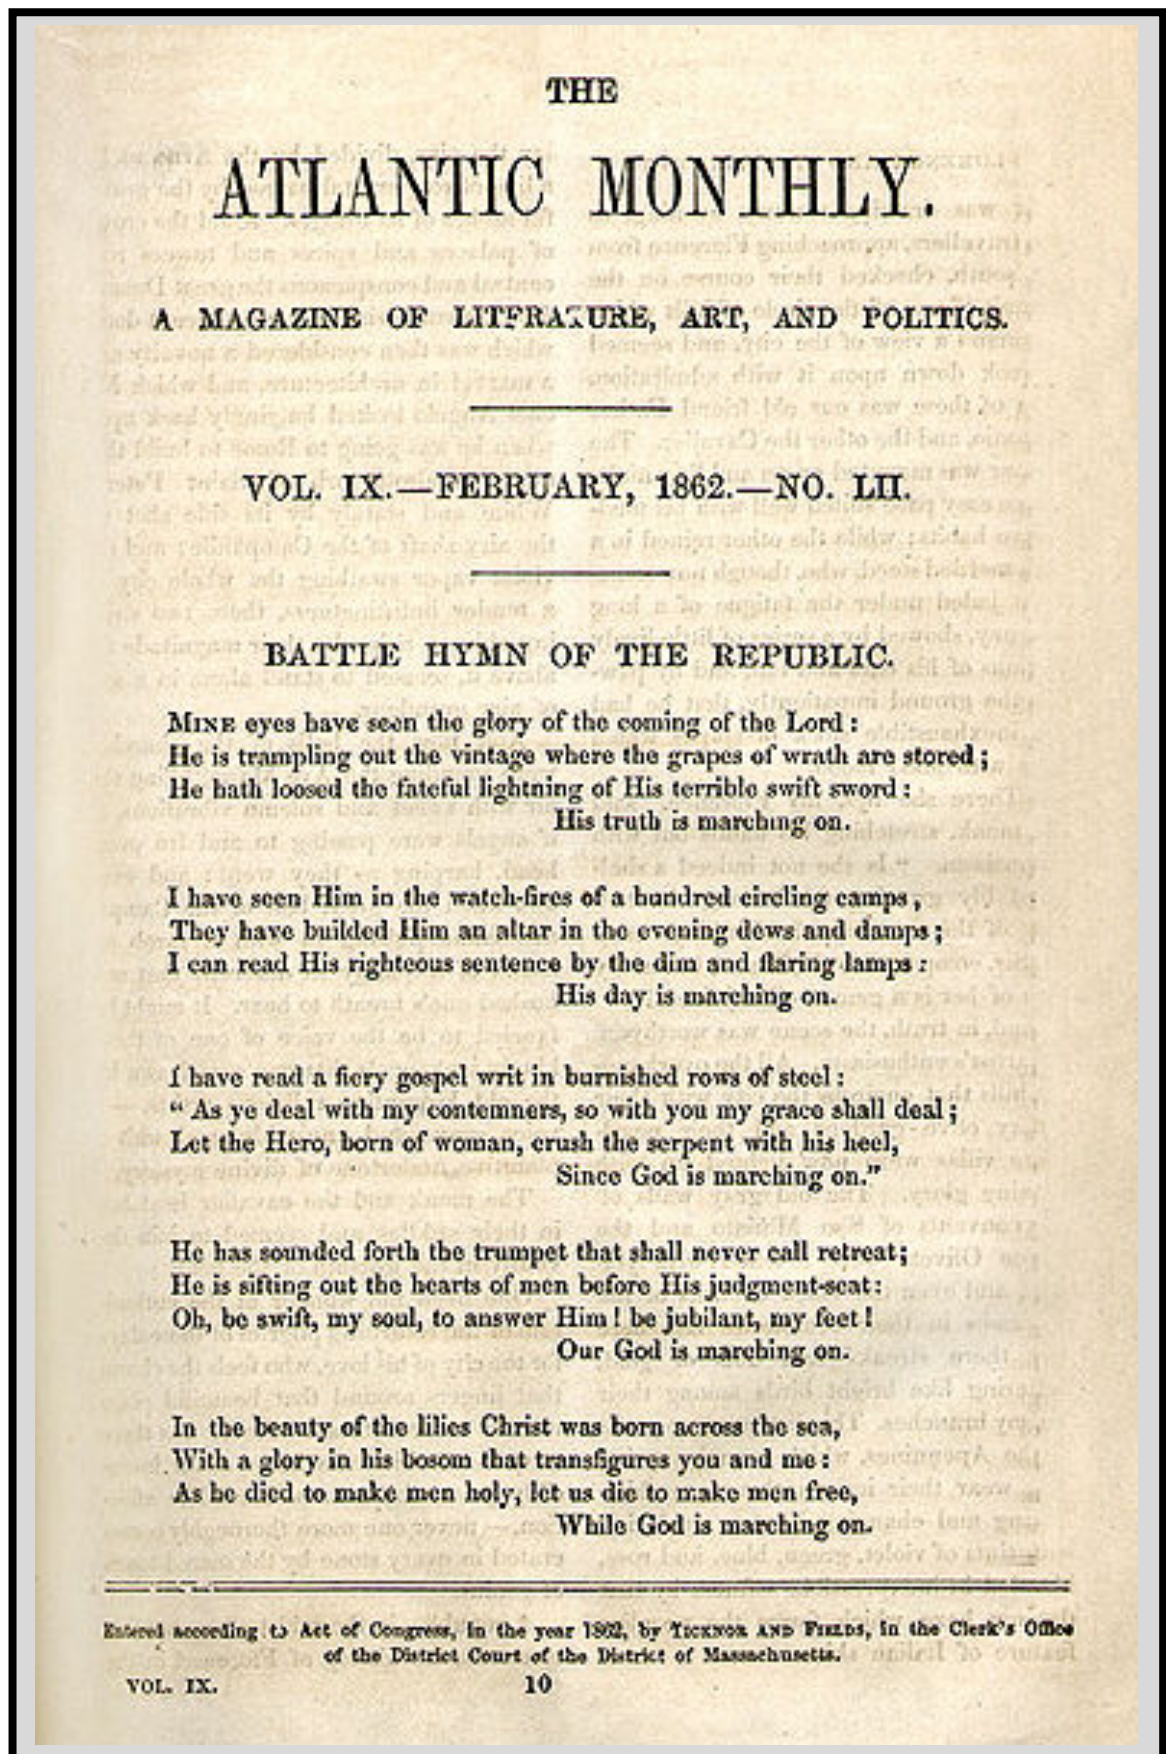 THE
ATLANTIC MONTHLY.
A MAGAZINE OF LITERATURE, ART, AND POLITICS.
VOL. IX.—FEBRUARY, 1862.—NO. LII.
BATTLE HYMN OF THE REPUBLIC.
MINE eyes have seen the glory of the coming of the Lord:
He is trampling out the vintage where the grapes of wrath are stored;
He hath loosed the fateful lightning of His terrible swift sword:
His truth is marching on.
I have seen Him in the watch-fires of a hundred circling camps,
They have builded Him an altar in the evening dews and damps;
I can read His righteous sentence by the dim and flaring lamps:
His day is marching on.
I have read a fiery gospel writ in burnished rows of steel:
“As ye deal with my contemners, so with you my grace shall deal;
Let the Hero, born of woman, crush the serpent with his heel,
Since God is marching on.”
He has sounded forth the trumpet that shall never call retreat;
He is sifting out the hearts of men before His judgment-seat:
Oh, be swift, my soul, to answer Him! be jubilant, my feet!
Our God is marching on.
In the beauty of the lilies Christ was born across the sea,
With a glory in his bosom that transfigures you and me:
As he died to make men holy, let us die to make men free,
While God is marching on.
Entered according to Act of Congress, in the year 1862, by TICKNOR AND FIELDS, in the Clerk's Office
of the District Court of the District of Massachusetts.
VOL. IX. 10